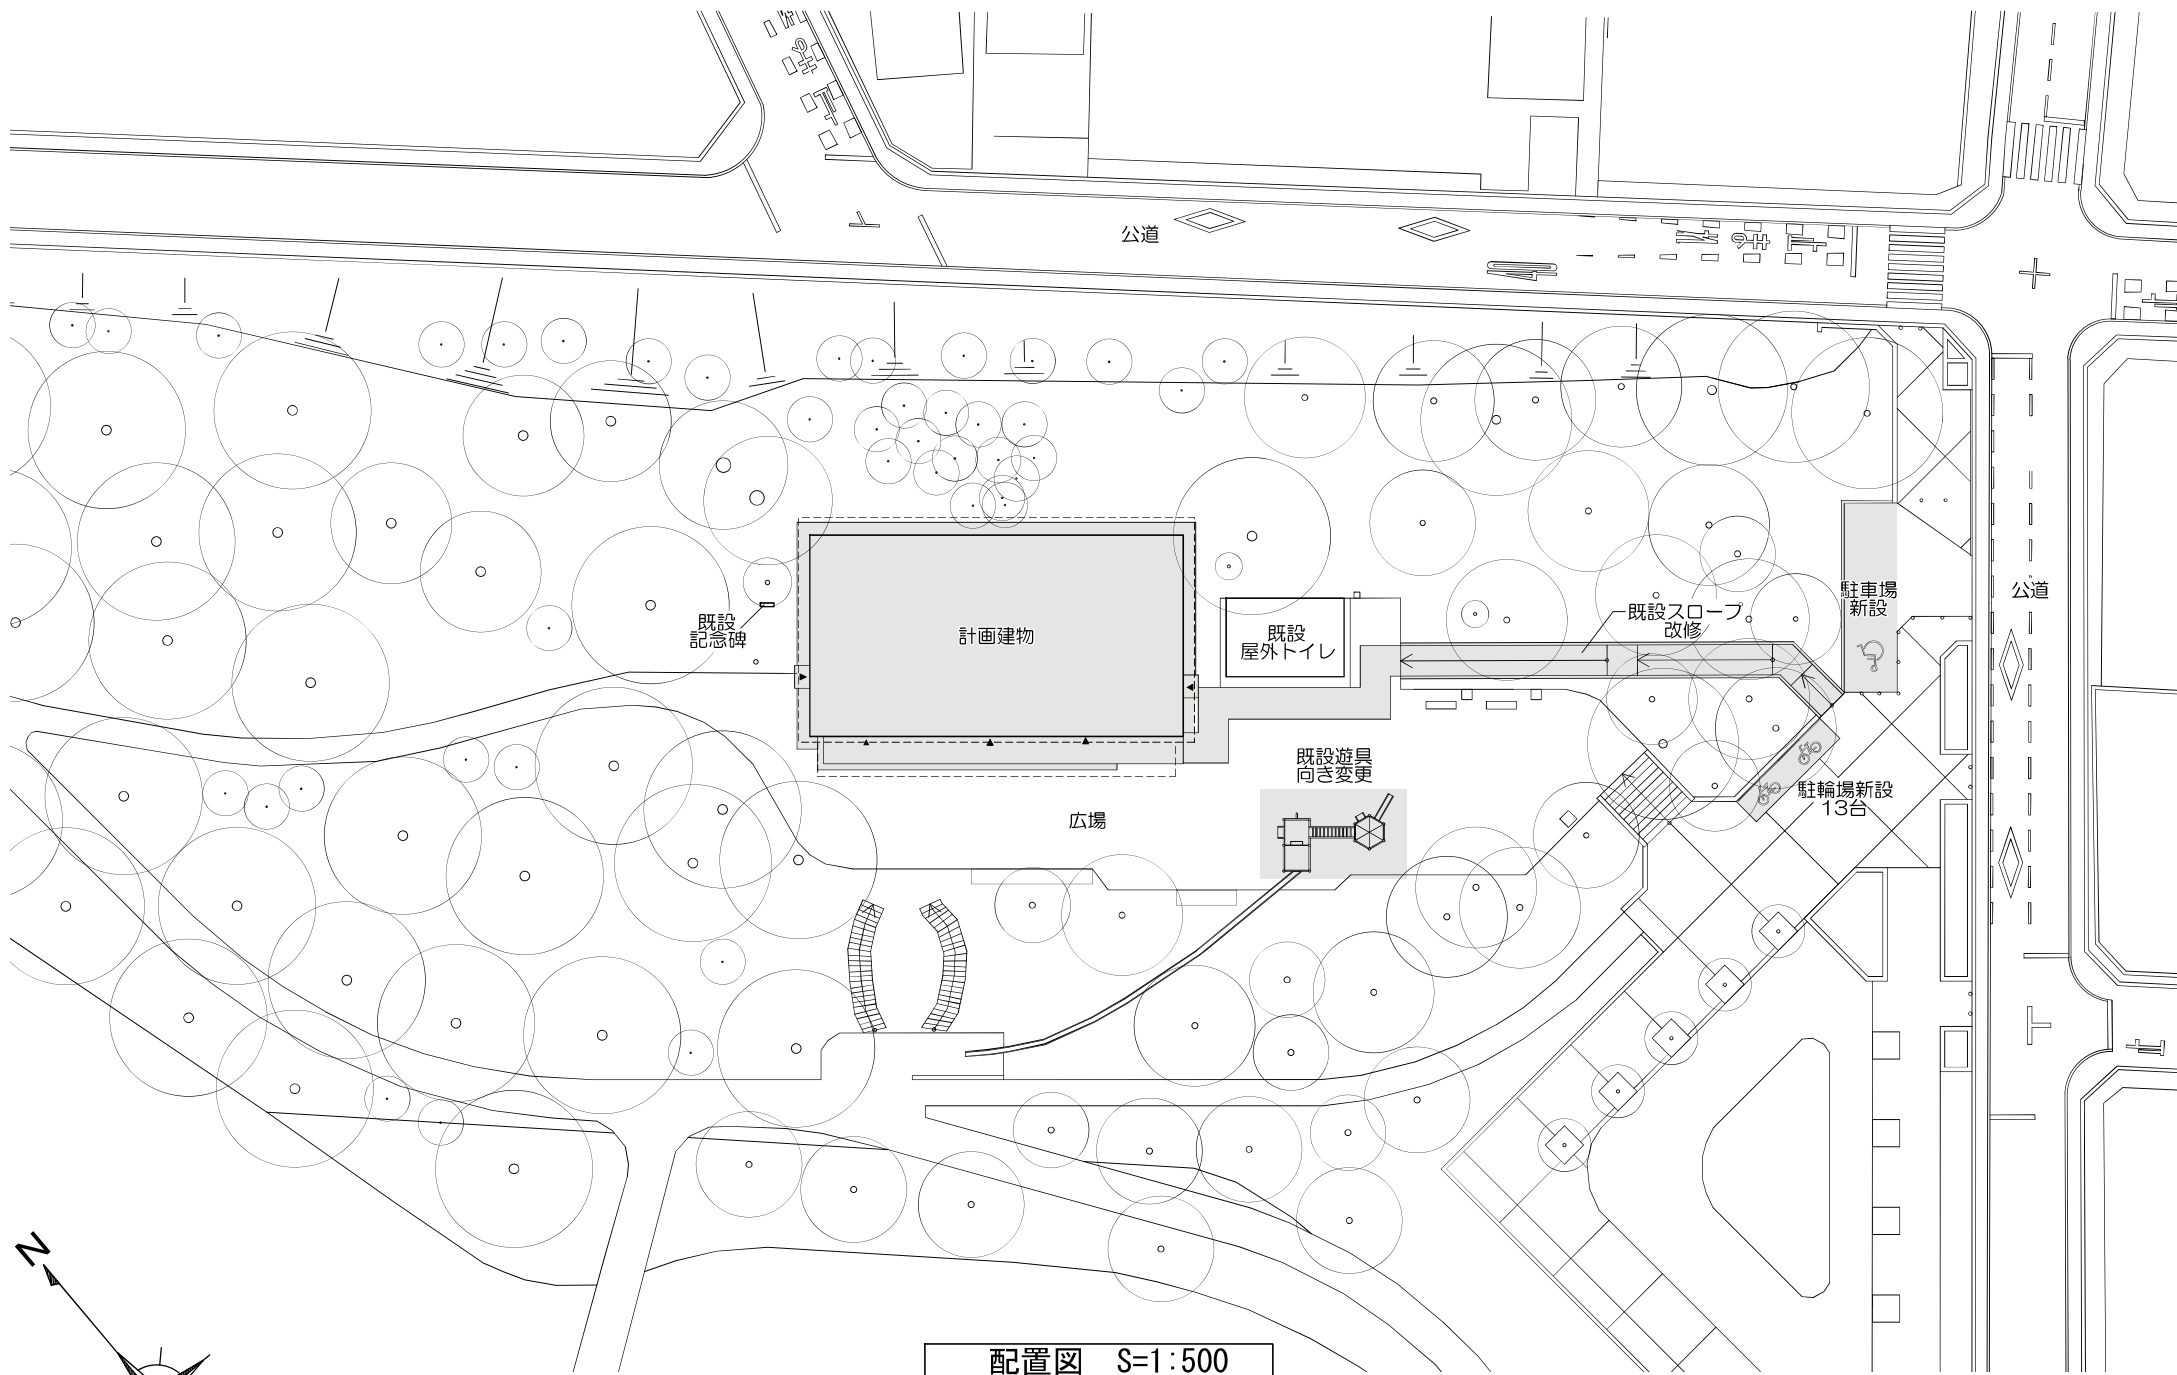 公道
既設
記念碑
計画建物
既設
屋外トイレ
既設スロープ
改修
駐車場
新設
公道
既設遊具
向き変更
駐輪場新設
13台
広場
N
配置図 S=1:500